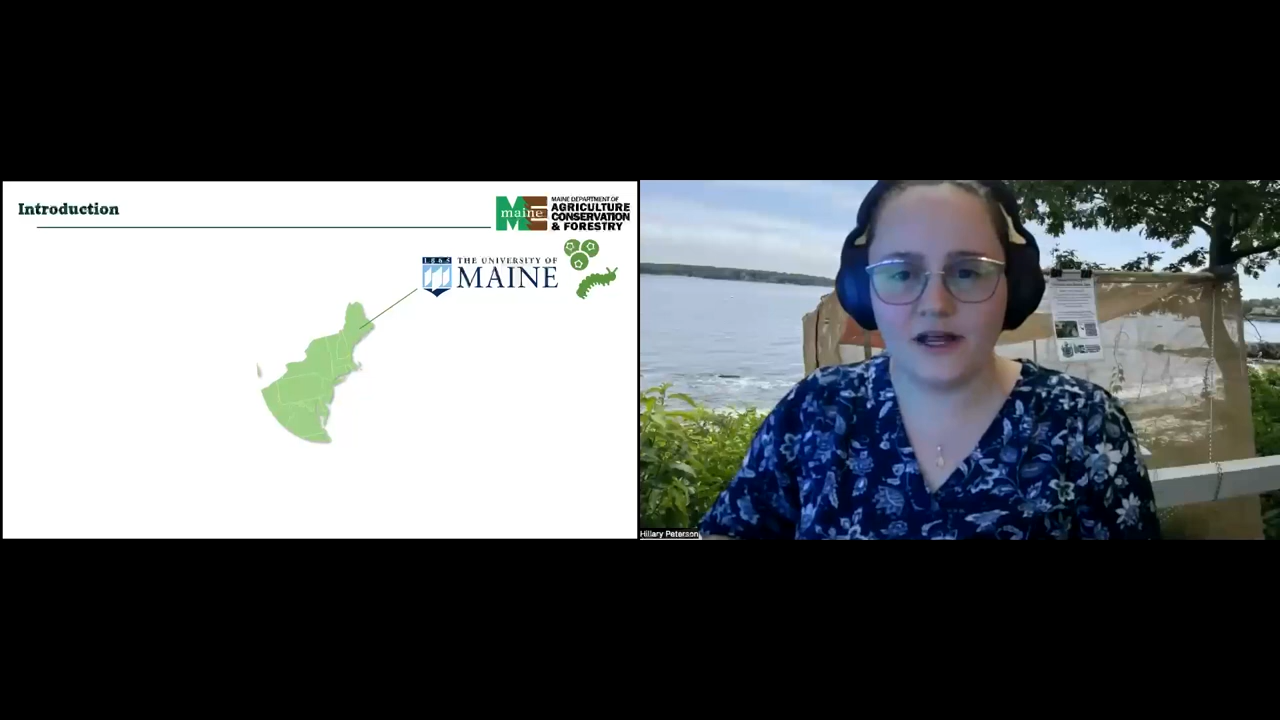 Introduction
maine
MAINE DEPARTMENT OF
AGRICULTURE
CONSERVATION
& FORESTRY
1865
THE UNIVERSITY OF
MAINE
Hillary Peterson